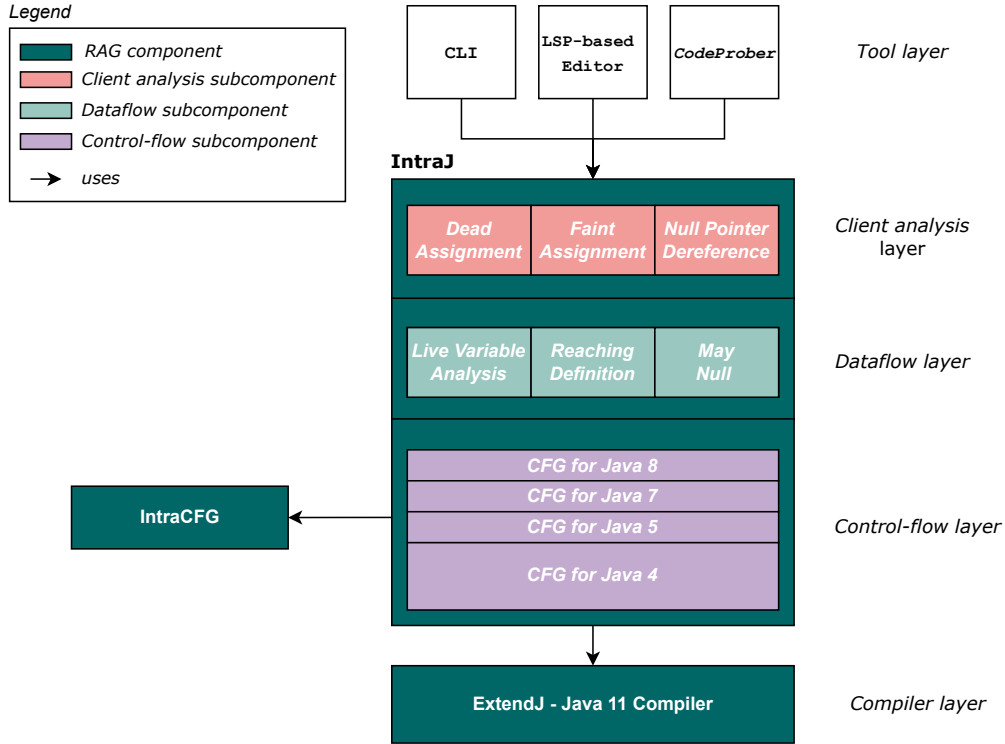 Legend
RAG component
Client analysis subcomponent
Dataflow subcomponent
Control-flow subcomponent
uses
CLI
LSP-based
Editor
CodeProber
Tool layer
IntraJ
Dead
Assignment
Faint
Assignment
Null Pointer
Dereference
Client analysis
layer
Live Variable
Analysis
Reaching
Definition
May
Null
Dataflow layer
CFG for Java 8
CFG for Java 7
CFG for Java 5
CFG for Java 4
IntraCFG
Control-flow layer
ExtendJ - Java 11 Compiler
Compiler layer